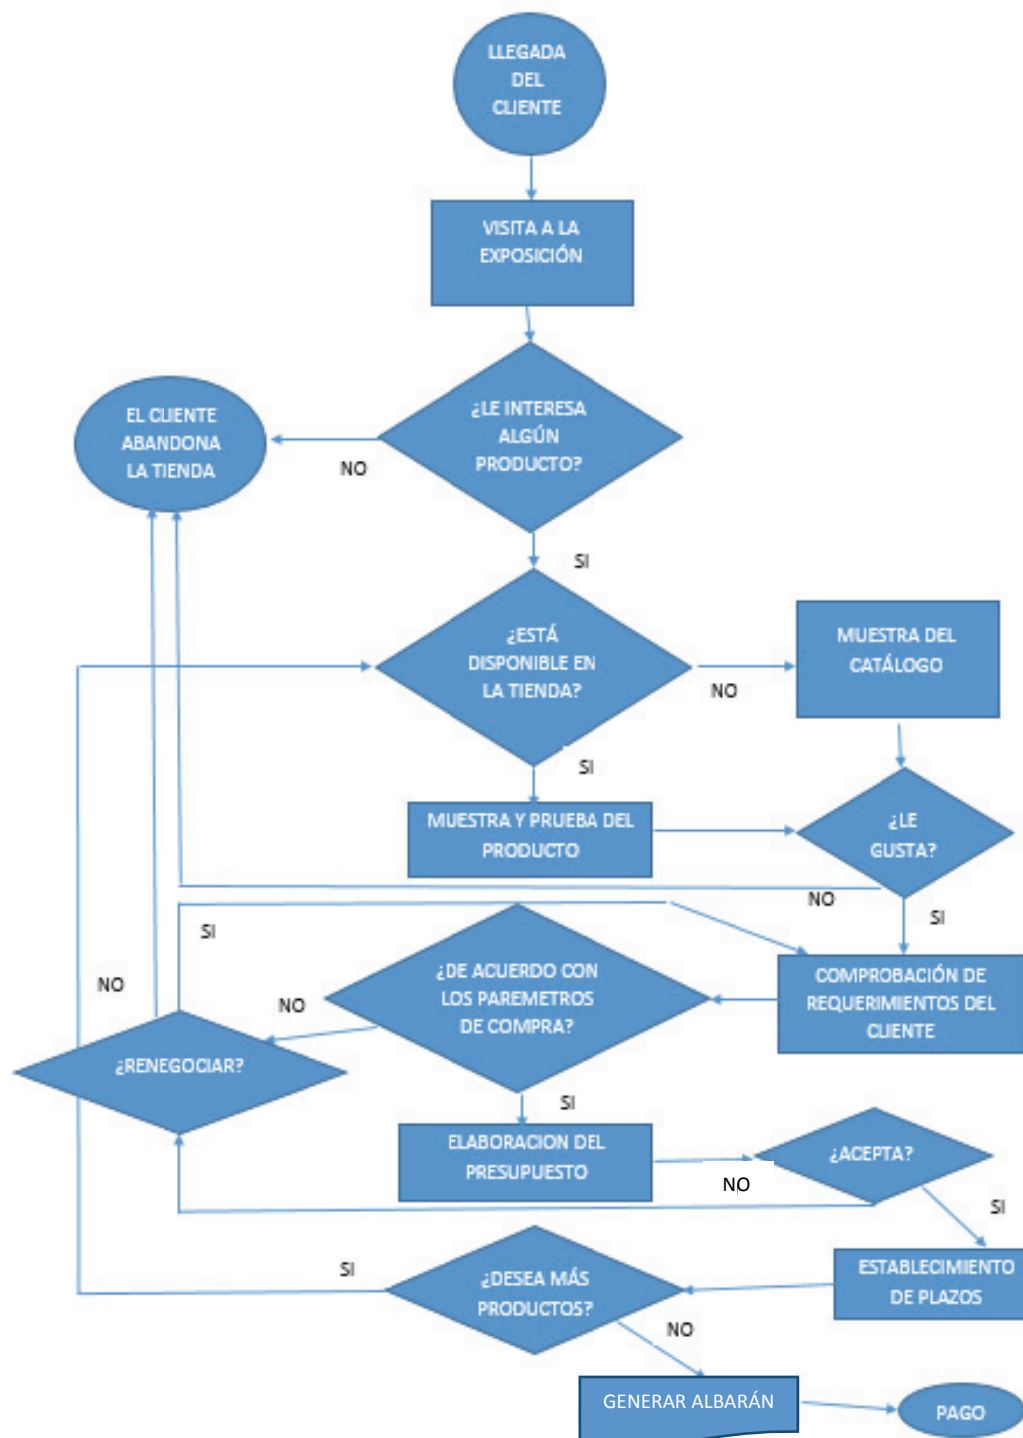 LLEGADA
DEL
CLIENTE
VISITA A LA
EXPOSICIÓN
¿LE INTERESA
ALGÚN
PRODUCTO?
EL CLIENTE
ABANDONA
LA TIENDA
NO
SI
¿ESTÁ
DISPONIBLE EN
LA TIENDA?
MUESTRA DEL
CATÁLOGO
NO
SI
MUESTRA Y PRUEBA DEL
PRODUCTO
¿LE
GUSTA?
NO
SI
SI
¿DE ACUERDO CON
LOS PAREMETROS
DE COMPRA?
COMPROBACIÓN DE
REQUERIMIENTOS DEL
CLIENTE
NO
NO
¿RENEGOCIAR?
SI
ELABORACION DEL
PRESUPUESTO
¿ACEPTA?
NO
SI
ESTABLECIMIENTO
DE PLAZOS
SI
¿DESEA MÁS
PRODUCTOS?
NO
GENERAR ALBARÁN
PAGO